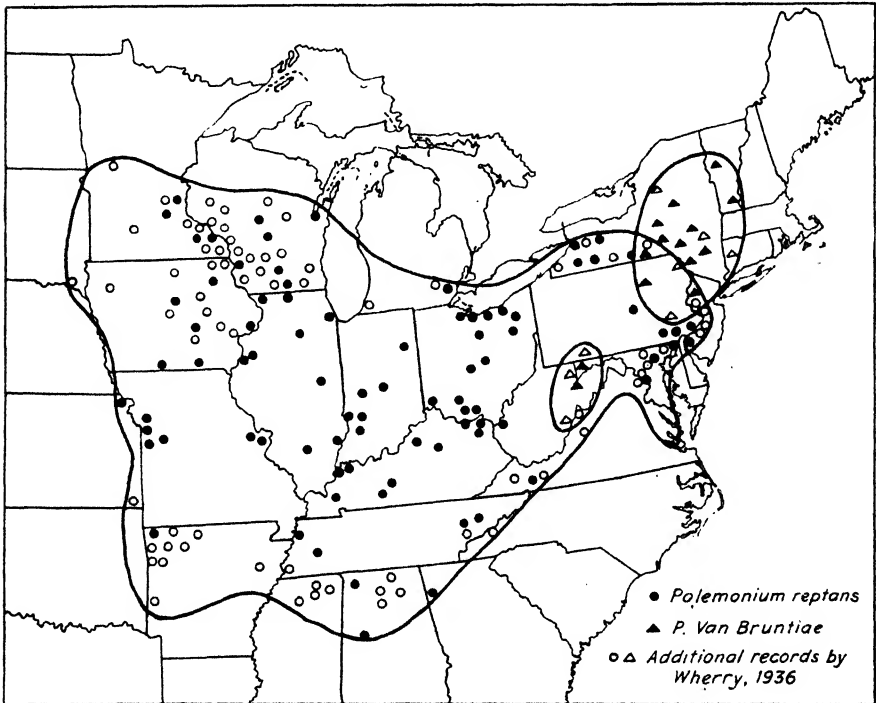 ● Polemonium reptans
▲ P. Van Bruntiae
○ △ Additional records by
Wherry, 1936